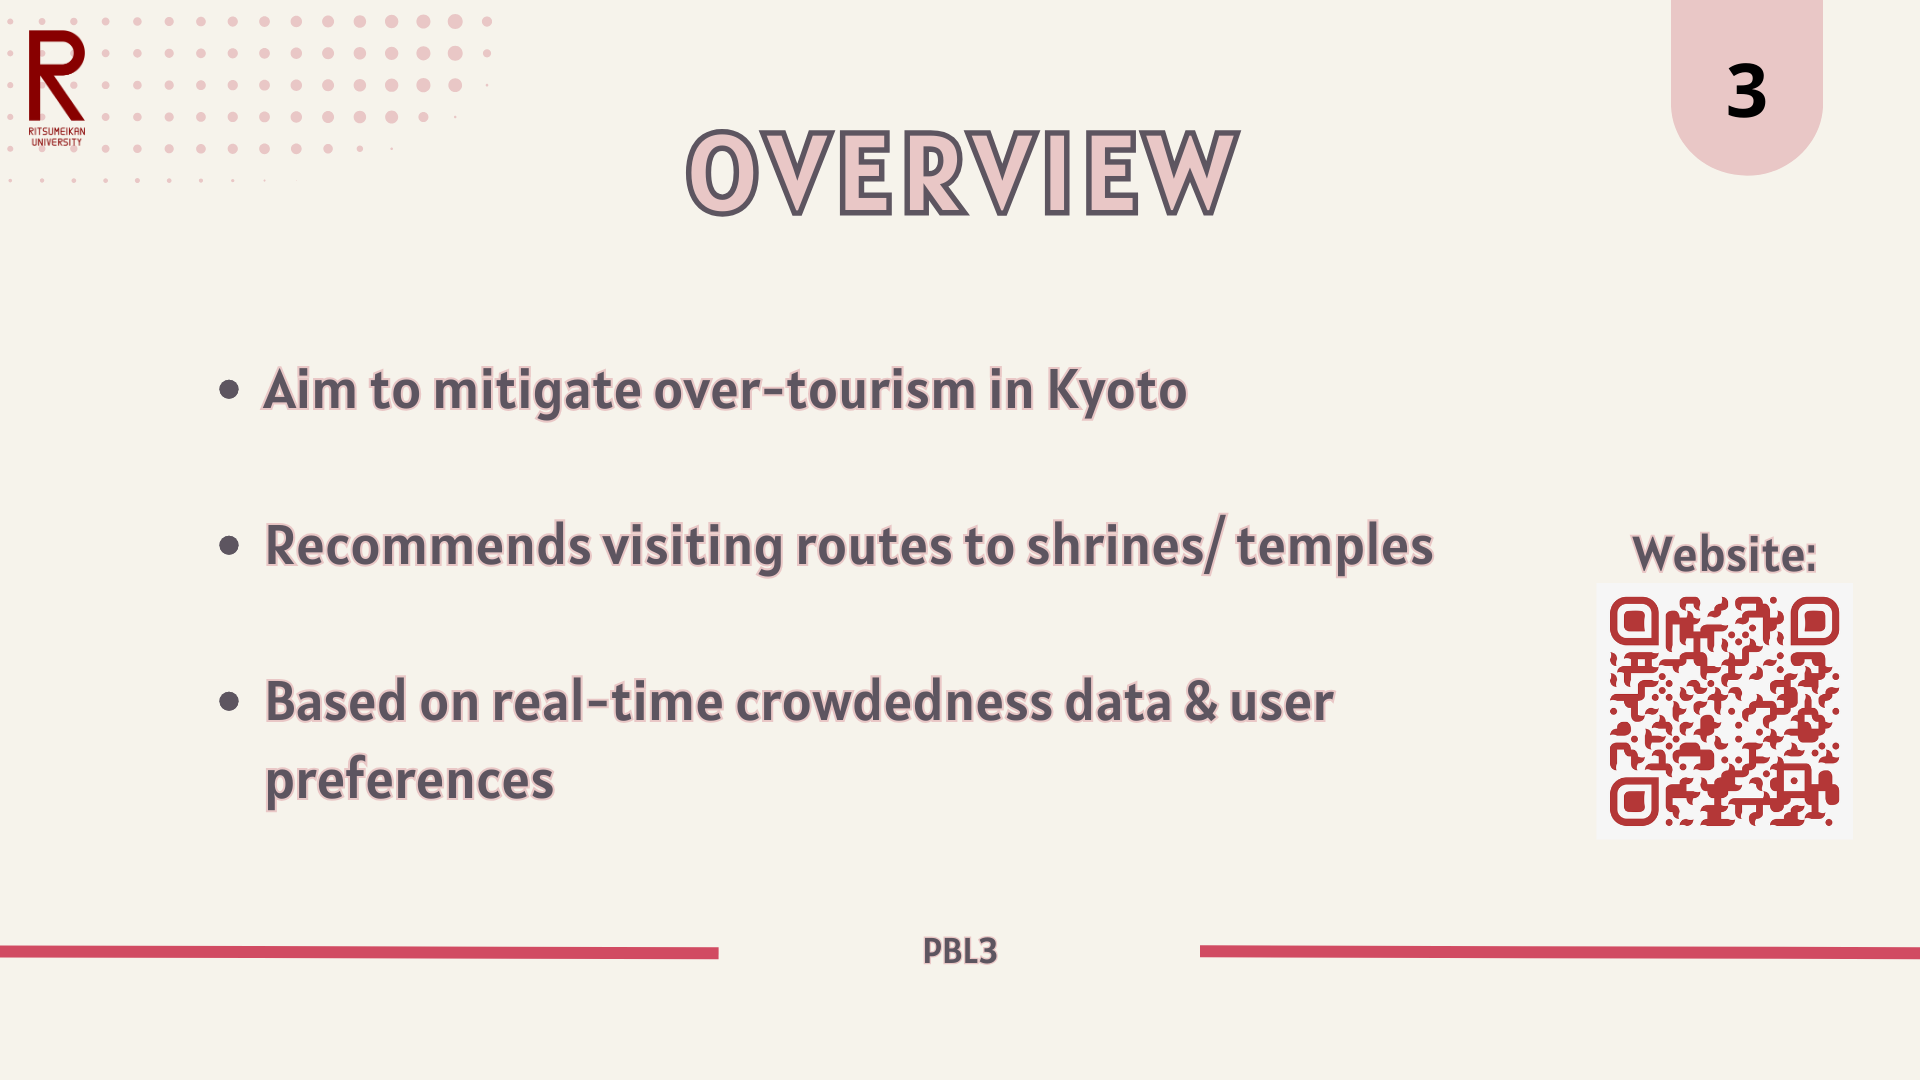 RITSUMEIKAN
UNIVERSITY
3
OVERVIEW
• Aim to mitigate over-tourism in Kyoto
• Recommends visiting routes to shrines/ temples
• Based on real-time crowdedness data & user
preferences
Website:
PBL3